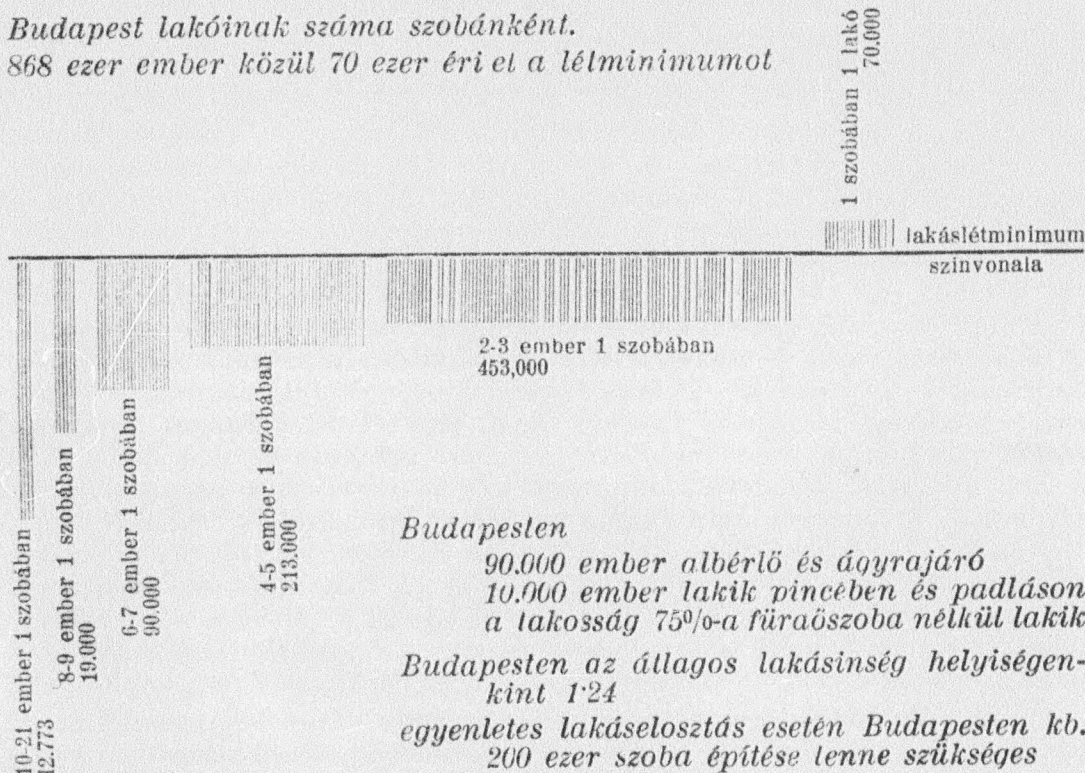 Budapest lakóinak száma szobánként.
868 ezer ember közül 70 ezer éri el a létminimumot
1 szobában 1 lakó
70.000
lakáslétminimum
szinvonala
2-3 ember 1 szobában
453,000
4-5 ember 1 szobában
213.000
6-7 ember 1 szobában
90.000
8-9 ember 1 szobában
19.000
10-21 ember 1 szobában
12.773
Budapesten
90.000 ember albérlő és ágyrajáró
10.000 ember lakik pincében és padláson
a lakosság 75%-a fürdőszoba nélkül lakik
Budapesten az átlagos lakásinség helyiségen-
kint 1·24
egyenletes lakáselosztás esetén Budapesten kb.
200 ezer szoba építése lenne szükséges